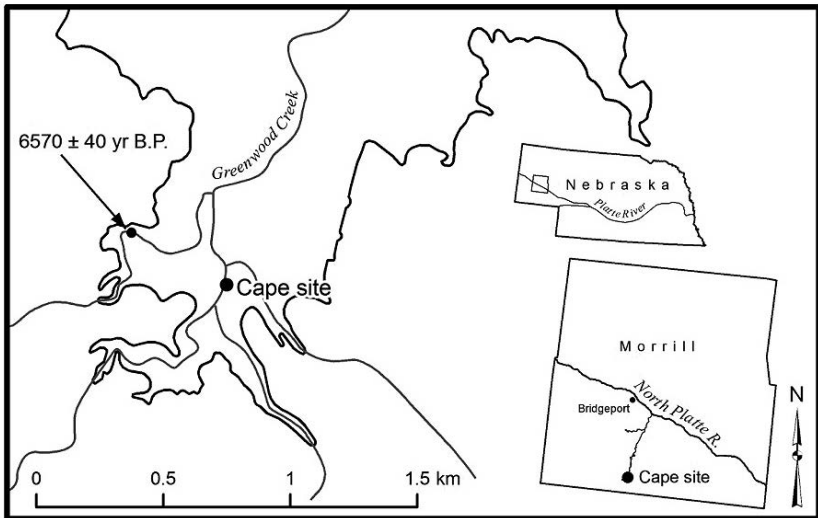 Greenwood Creek
6570 ± 40 yr B.P.
Nebraska
Platte River
Cape site
Morrill
North Platte R.
Bridgeport
N
Cape site
0 0.5 1 1.5 km